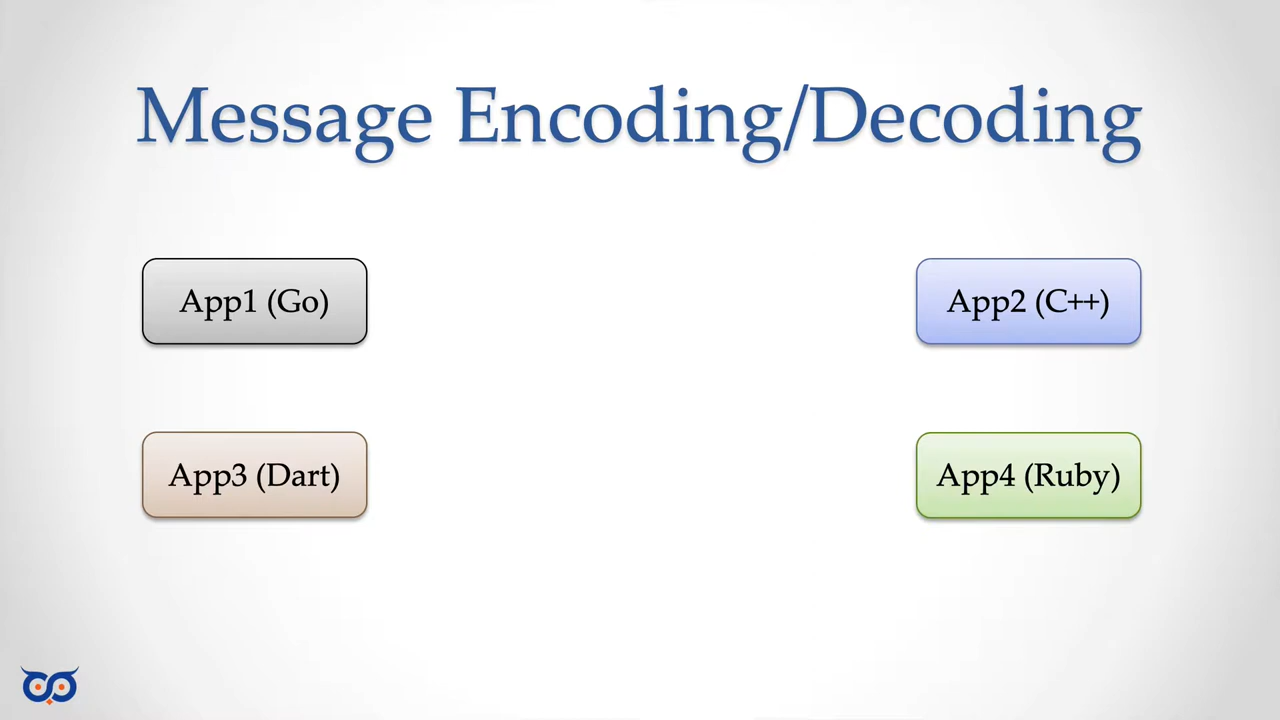 Message Encoding/Decoding
App1 (Go)
App2 (C++)
App3 (Dart)
App4 (Ruby)